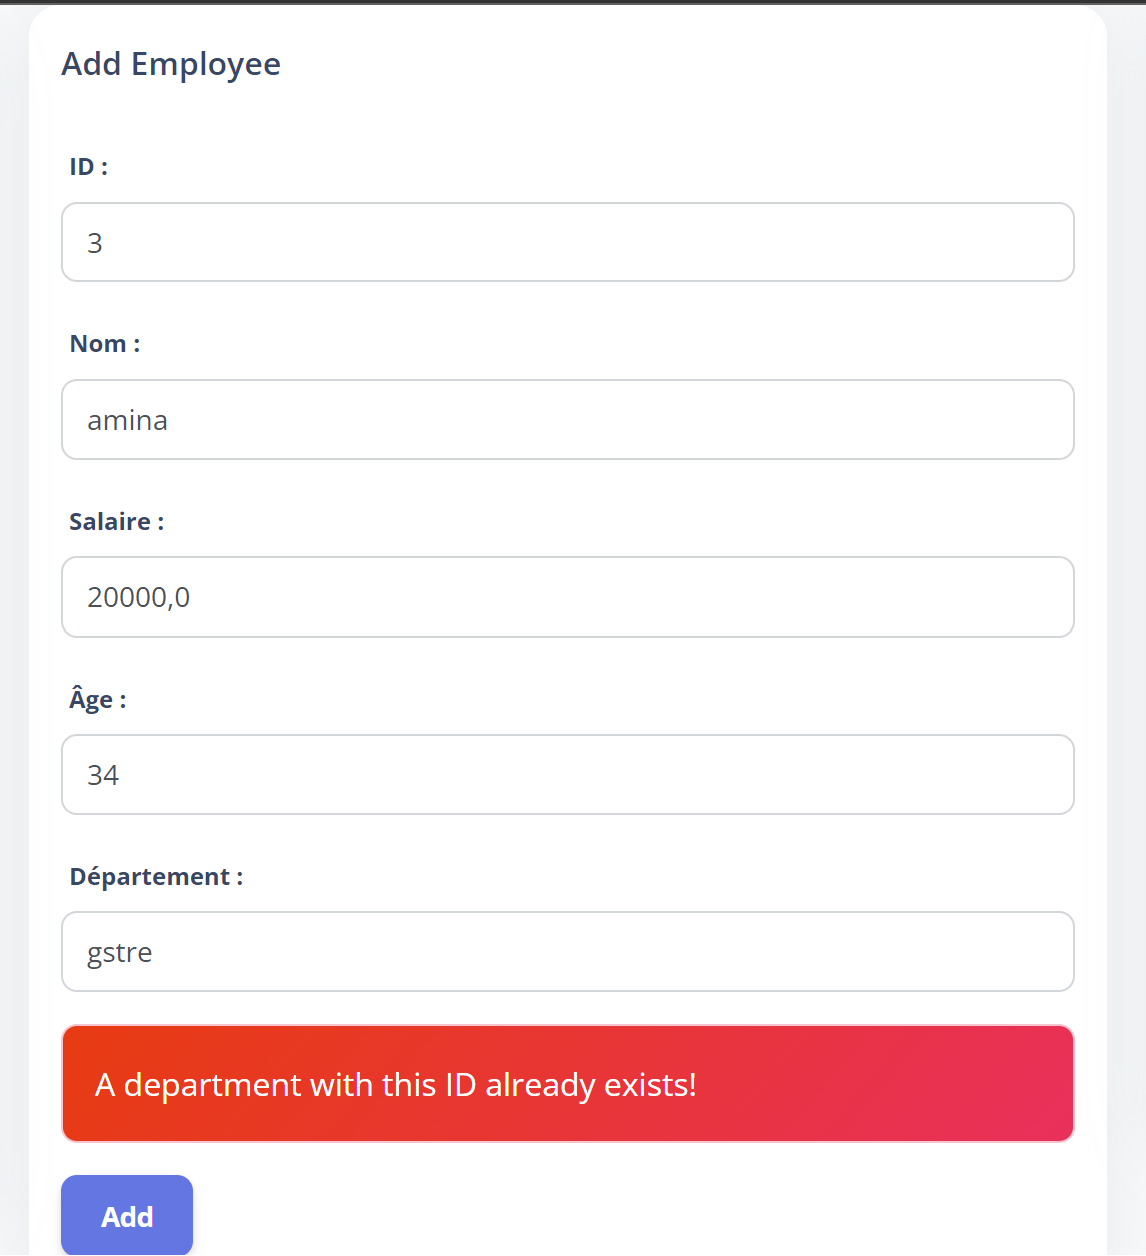 Add Employee
ID :
3
Nom :
amina
Salaire :
20000,0
Âge :
34
Département :
gstre
A department with this ID already exists!
Add